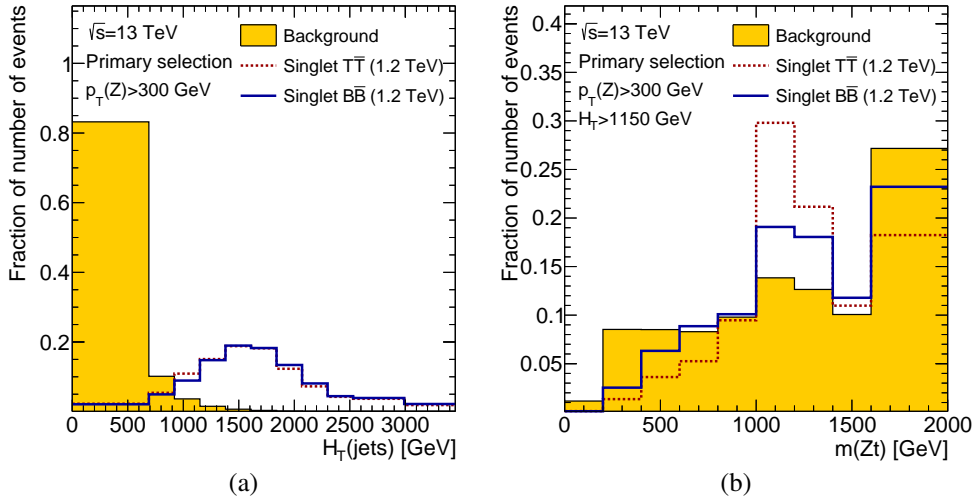 √s=13 TeV
Primary selection
p_T(Z)>300 GeV
Background
Singlet TT̅ (1.2 TeV)
Singlet BB̅ (1.2 TeV)
Fraction of number of events
1
0.8
0.6
0.4
0.2
0
0 500 1000 1500 2000 2500 3000
H_T(jets) [GeV]
(a)
√s=13 TeV
Primary selection
p_T(Z)>300 GeV
H_T>1150 GeV
Background
Singlet TT̅ (1.2 TeV)
Singlet BB̅ (1.2 TeV)
Fraction of number of events
0.4
0.35
0.3
0.25
0.2
0.15
0.1
0.05
0 500 1000 1500 2000
m(Zt) [GeV]
(b)